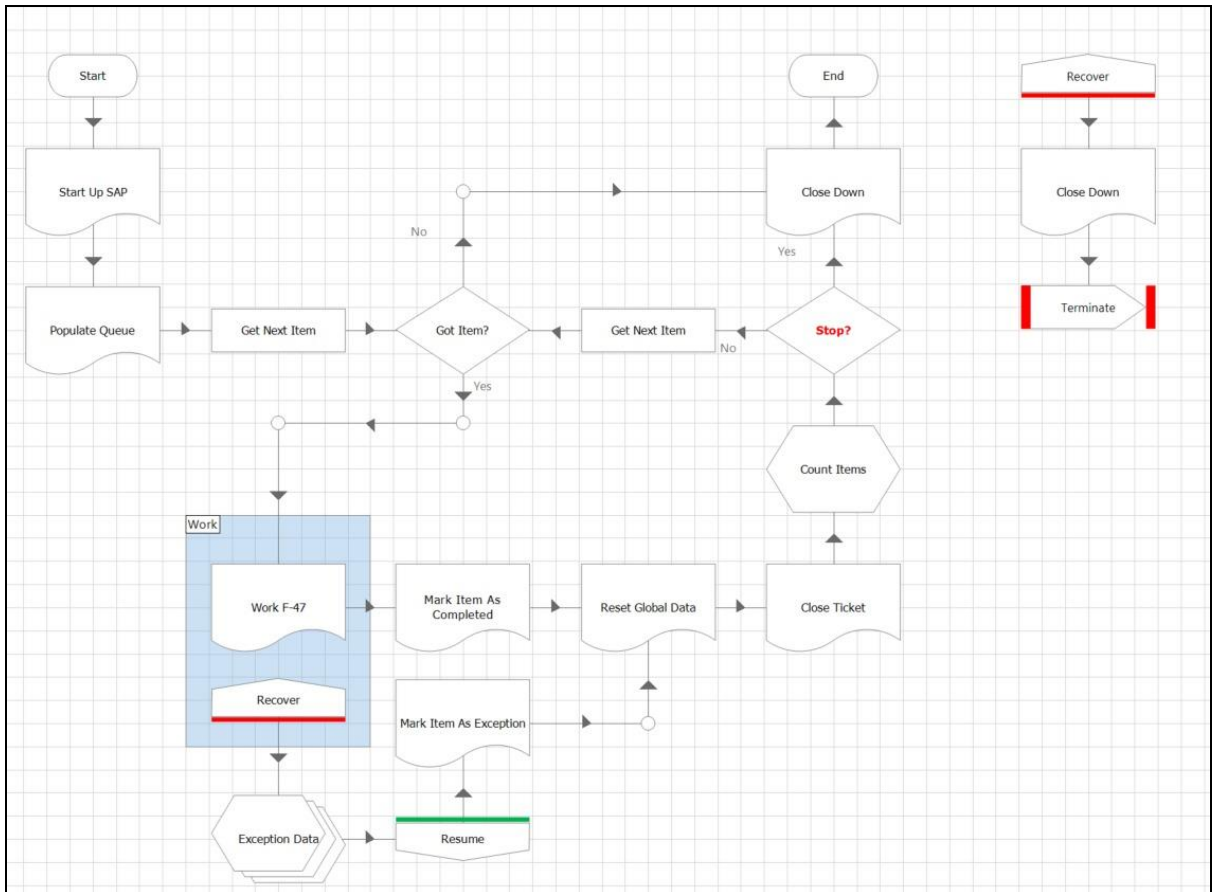 Start
End
Recover
Start Up SAP
Close Down
Close Down
No
Yes
Populate Queue
Get Next Item
Got Item?
Get Next Item
Stop?
Terminate
No
Yes
Count Items
Work
Work F-47
Mark Item As
Completed
Reset Global Data
Close Ticket
Recover
Mark Item As Exception
Exception Data
Resume